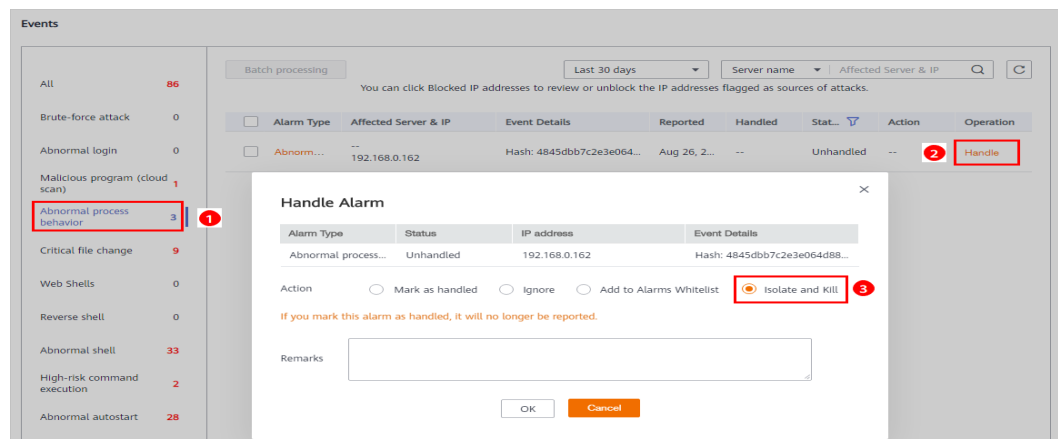 Events
All 86
Brute-force attack 0
Abnormal login 0
Malicious program (cloud
scan) 1
Abnormal process
behavior 3
1
Critical file change 9
Web Shells 0
Reverse shell 0
Abnormal shell 33
High-risk command
execution 2
Abnormal autostart 28
Batch processing
Last 30 days
Server name
Affected Server & IP
You can click Blocked IP addresses to review or unblock the IP addresses flagged as sources of attacks.
Alarm Type Affected Server & IP Event Details Reported Handled Stat... Action Operation
Abnorm... -- 192.168.0.162 Hash: 4845dbb7c2e3e064... Aug 26, 2... -- Unhandled -- 2 Handle
Handle Alarm
Alarm Type Status IP address Event Details
Abnormal process... Unhandled 192.168.0.162 Hash: 4845dbb7c2e3e064d88...
Action Mark as handled Ignore Add to Alarms Whitelist Isolate and Kill 3
If you mark this alarm as handled, it will no longer be reported.
Remarks
OK Cancel